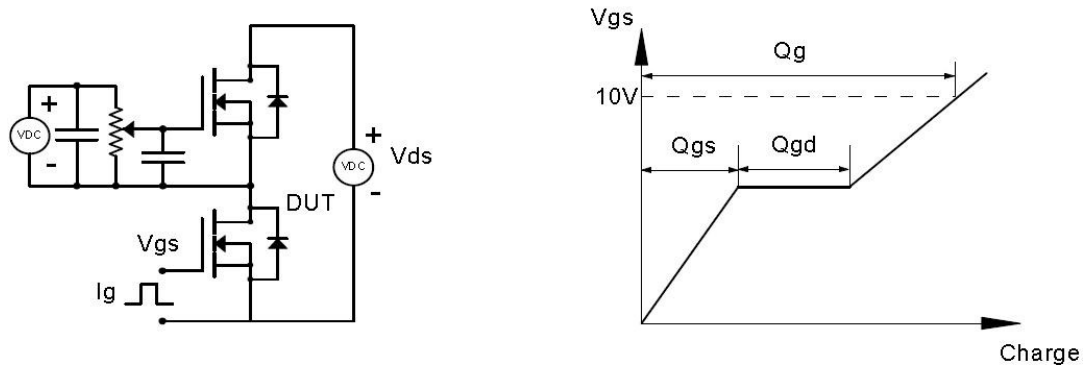 +
VDC
-
+
Vds
VDC
-
DUT
Vgs
Ig
Vgs
Qg
10V
Qgs
Qgd
Charge